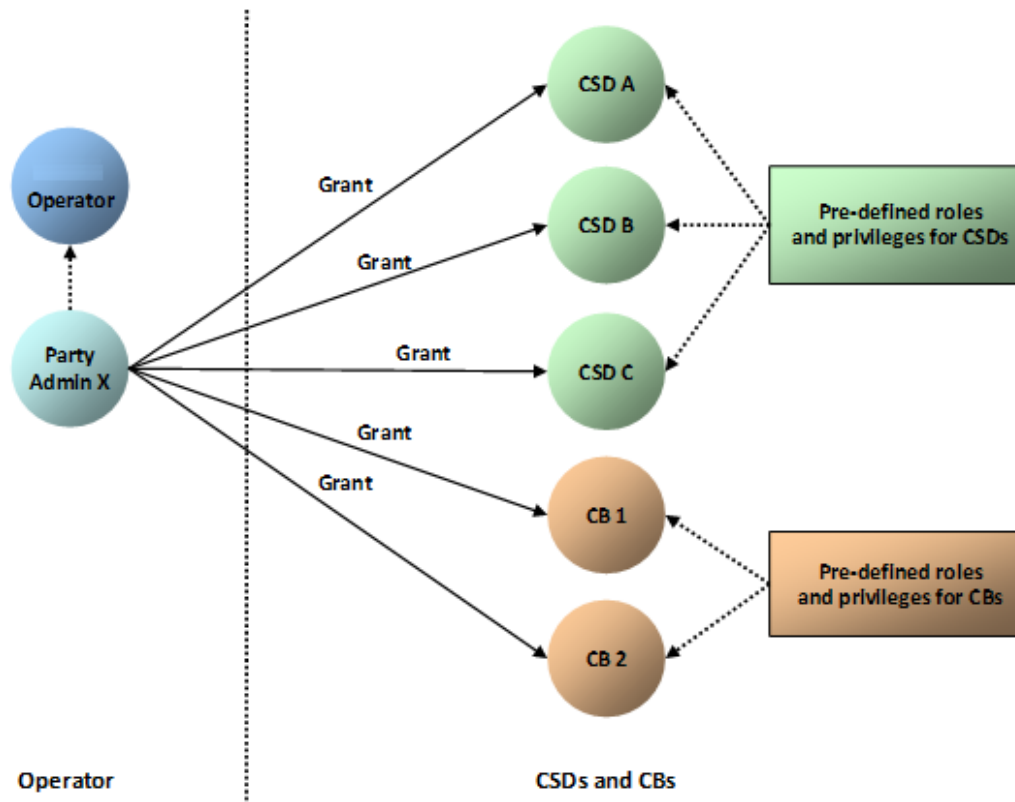 CSD A
Operator
Grant
Pre-defined roles
and privileges for CSDs
CSD B
Grant
Party
Admin X
Grant
CSD C
Grant
Grant
CB 1
Pre-defined roles
and privileges for CBs
CB 2
Operator
CSDs and CBs